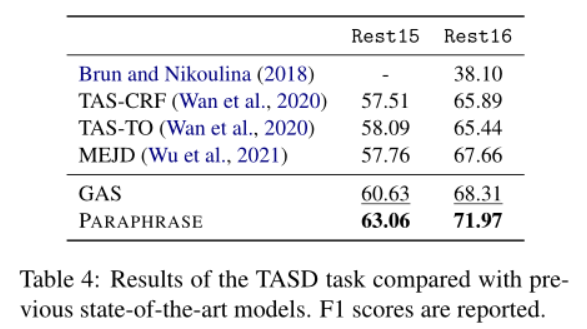 Rest15 Rest16
Brun and Nikoulina (2018) - 38.10
TAS-CRF (Wan et al., 2020) 57.51 65.89
TAS-TO (Wan et al., 2020) 58.09 65.44
MEJD (Wu et al., 2021) 57.76 67.66
GAS 60.63 68.31
PARAPHRASE 63.06 71.97
Table 4: Results of the TASD task compared with pre-
vious state-of-the-art models. F1 scores are reported.